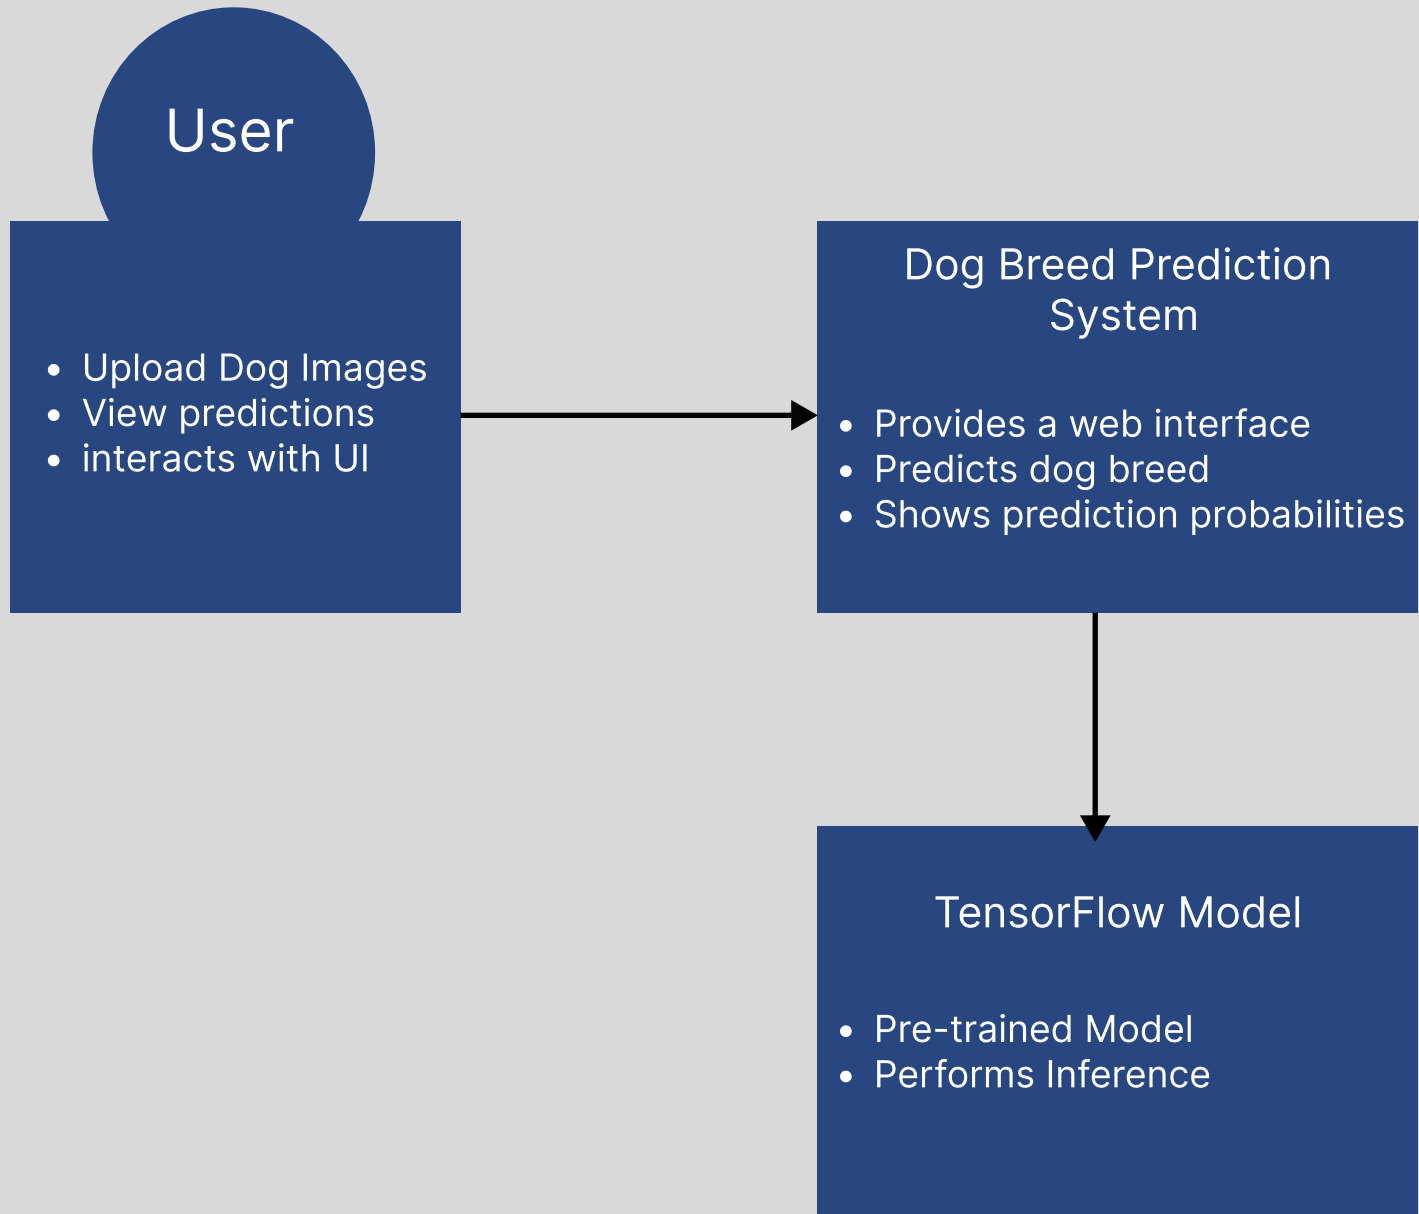 User
• Upload Dog Images
• View predictions
• interacts with UI
Dog Breed Prediction
System
• Provides a web interface
• Predicts dog breed
• Shows prediction probabilities
TensorFlow Model
• Pre-trained Model
• Performs Inference